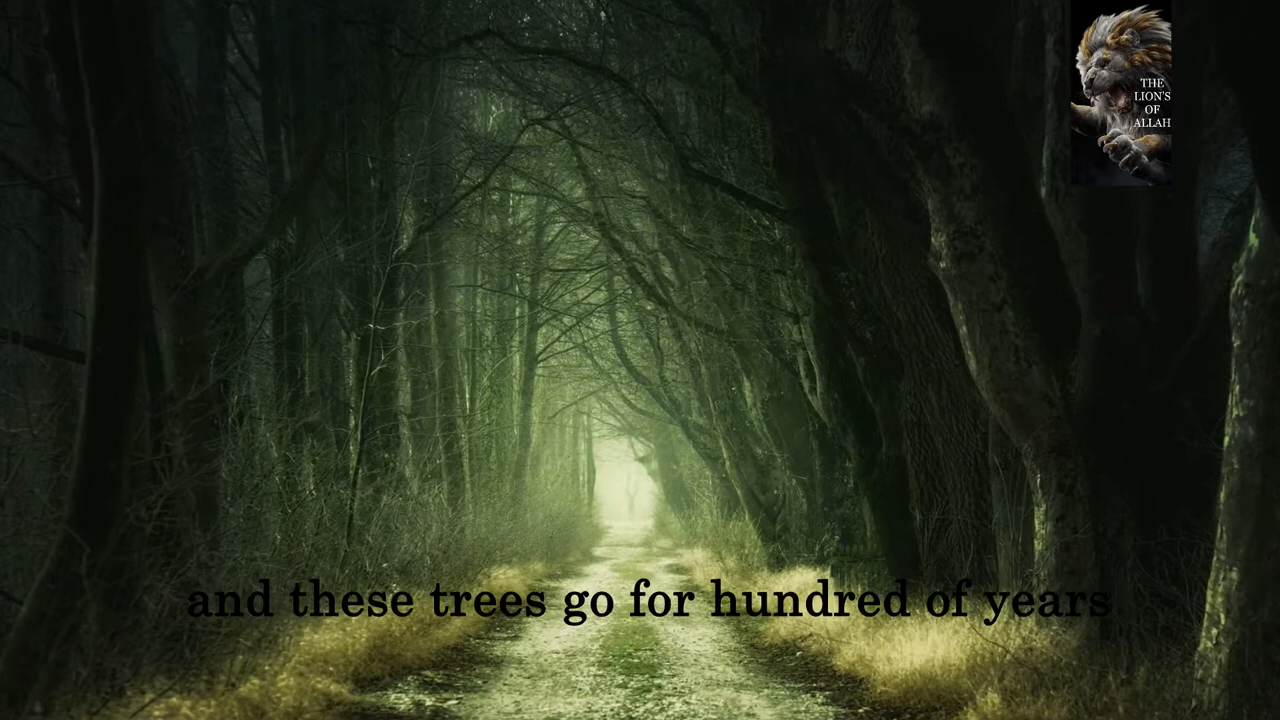 THE
LION'S
OF
ALLAH
and these trees go for hundred of years